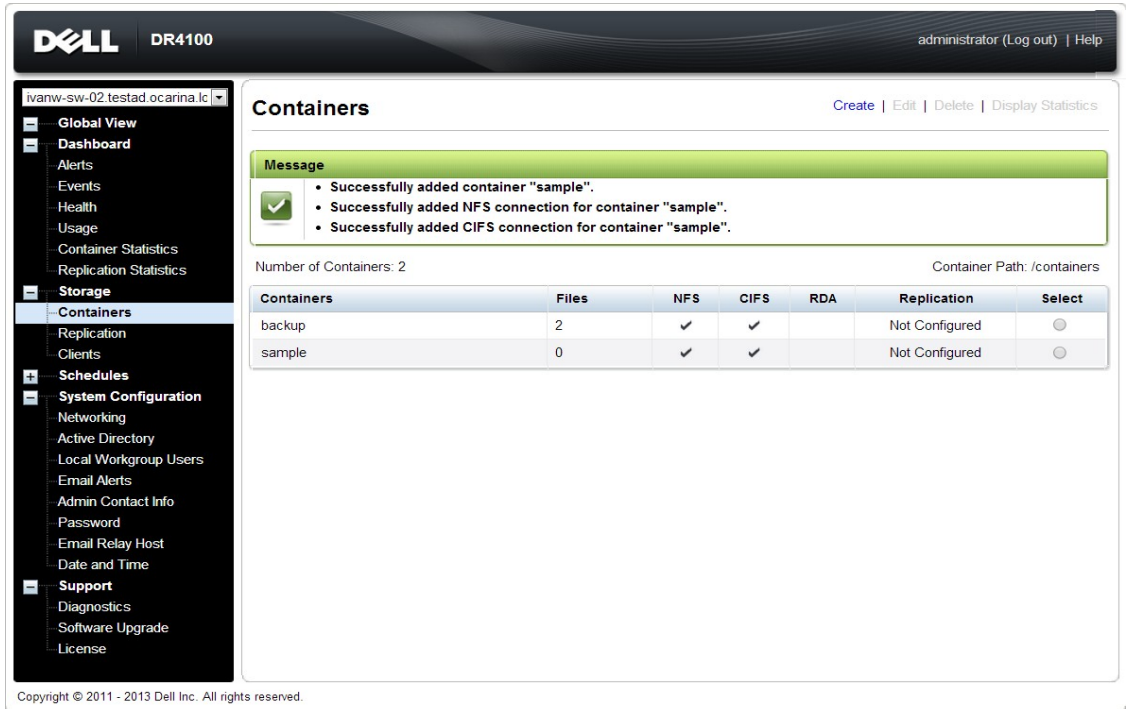 DELL DR4100 administrator (Log out) | Help
ivanw-sw-02.testad.ocarina.lc
Global View
Dashboard
Alerts
Events
Health
Usage
Container Statistics
Replication Statistics
Storage
Containers
Replication
Clients
Schedules
System Configuration
Networking
Active Directory
Local Workgroup Users
Email Alerts
Admin Contact Info
Password
Email Relay Host
Date and Time
Support
Diagnostics
Software Upgrade
License
Containers Create | Edit | Delete | Display Statistics
Message
• Successfully added container "sample".
• Successfully added NFS connection for container "sample".
• Successfully added CIFS connection for container "sample".
Number of Containers: 2 Container Path: /containers
Containers Files NFS CIFS RDA Replication Select
backup 2 ✓ ✓ Not Configured
sample 0 ✓ ✓ Not Configured
Copyright © 2011 - 2013 Dell Inc. All rights reserved.